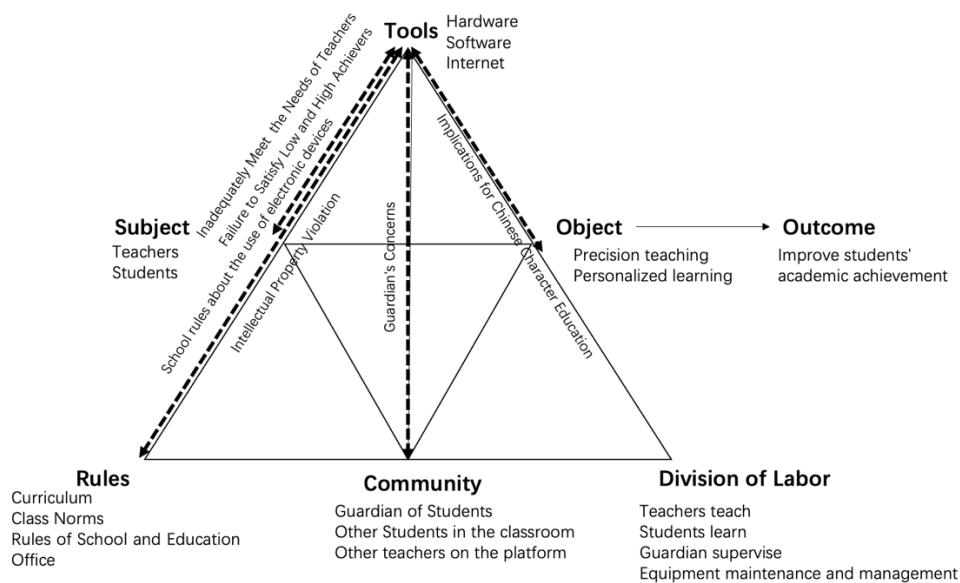 Tools
Hardware
Software
Internet
Inadequately Meet the Needs of Teachers
Failure to Satisfy Low and High Achievers
School rules about the use of electronic devices
Intellectual Property Violation
Guardian's Concerns
Implications for Chinese Character Education
Subject
Teachers
Students
Object
Precision teaching
Personalized learning
Outcome
Improve students'
academic achievement
Rules
Curriculum
Class Norms
Rules of School and Education
Office
Community
Guardian of Students
Other Students in the classroom
Other teachers on the platform
Division of Labor
Teachers teach
Students learn
Guardian supervise
Equipment maintenance and management